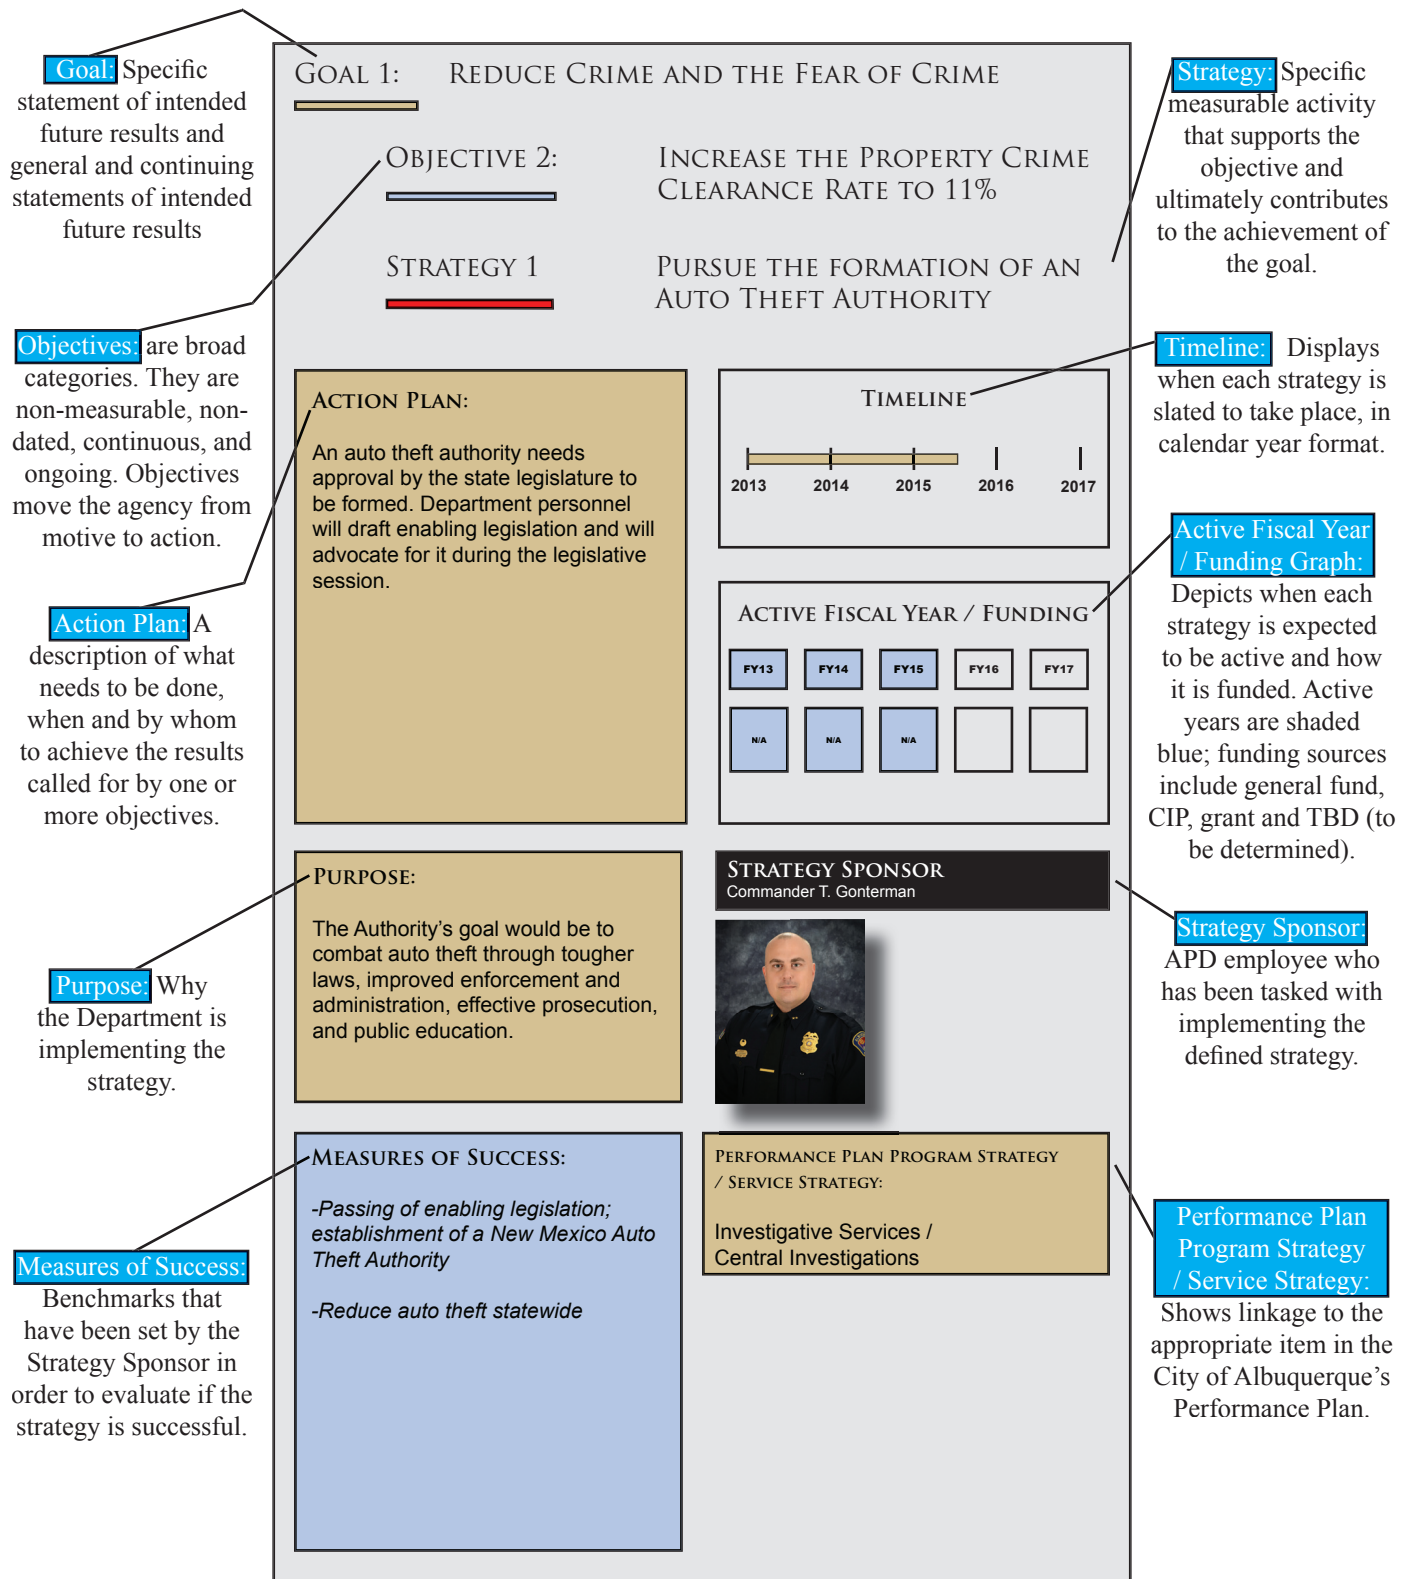 Goal: Specific
statement of intended
future results and
general and continuing
statements of intended
future results
Objectives: are broad
categories. They are
non-measurable, non-
dated, continuous, and
ongoing. Objectives
move the agency from
motive to action.
Action Plan: A
description of what
needs to be done,
when and by whom
to achieve the results
called for by one or
more objectives.
Purpose: Why
the Department is
implementing the
strategy.
Measures of Success:
Benchmarks that
have been set by the
Strategy Sponsor in
order to evaluate if the
strategy is successful.
Goal 1: Reduce Crime and the Fear of Crime
Objective 2: Increase the Property Crime
Clearance Rate to 11%
Strategy 1 Pursue the formation of an
Auto Theft Authority
Action Plan:
An auto theft authority needs
approval by the state legislature to
be formed. Department personnel
will draft enabling legislation and will
advocate for it during the legislative
session.
Timeline
2013 2014 2015 2016 2017
Active Fiscal Year / Funding
FY13 FY14 FY15 FY16 FY17
N/A N/A N/A
Purpose:
The Authority's goal would be to
combat auto theft through tougher
laws, improved enforcement and
administration, effective prosecution,
and public education.
Strategy Sponsor
Commander T. Gonterman
Measures of Success:
-Passing of enabling legislation;
establishment of a New Mexico Auto
Theft Authority
-Reduce auto theft statewide
Performance Plan Program Strategy
/ Service Strategy:
Investigative Services /
Central Investigations
Strategy: Specific
measurable activity
that supports the
objective and
ultimately contributes
to the achievement of
the goal.
Timeline: Displays
when each strategy is
slated to take place, in
calendar year format.
Active Fiscal Year
/ Funding Graph:
Depicts when each
strategy is expected
to be active and how
it is funded. Active
years are shaded
blue; funding sources
include general fund,
CIP, grant and TBD (to
be determined).
Strategy Sponsor:
APD employee who
has been tasked with
implementing the
defined strategy.
Performance Plan
Program Strategy
/ Service Strategy:
Shows linkage to the
appropriate item in the
City of Albuquerque's
Performance Plan.